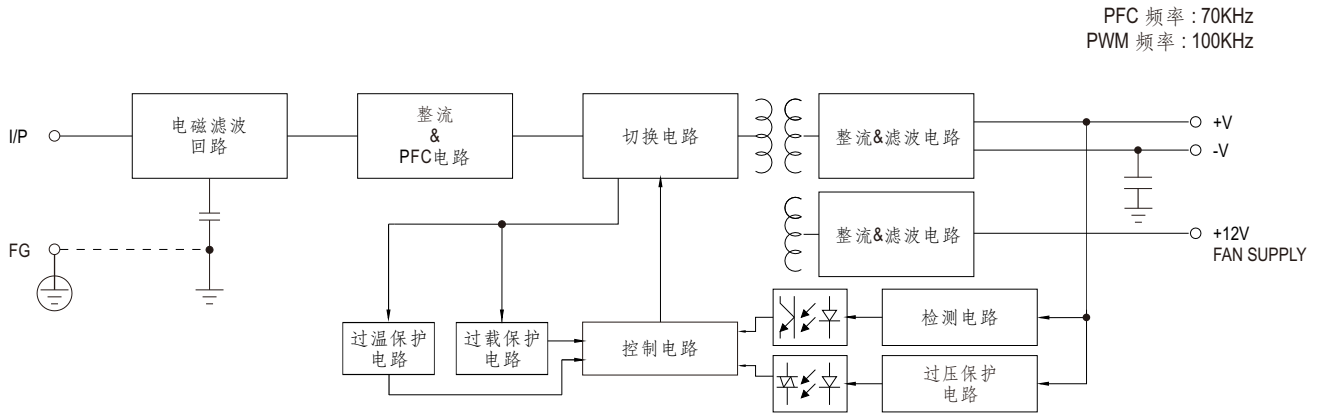 PFC 频率 : 70KHz
PWM 频率 : 100KHz
I/P
电磁滤波
回路
整流
&
PFC电路
切换电路
整流&滤波电路
+V
-V
FG
整流&滤波电路
+12V
FAN SUPPLY
过温保护
电路
过载保护
电路
控制电路
检测电路
过压保护
电路